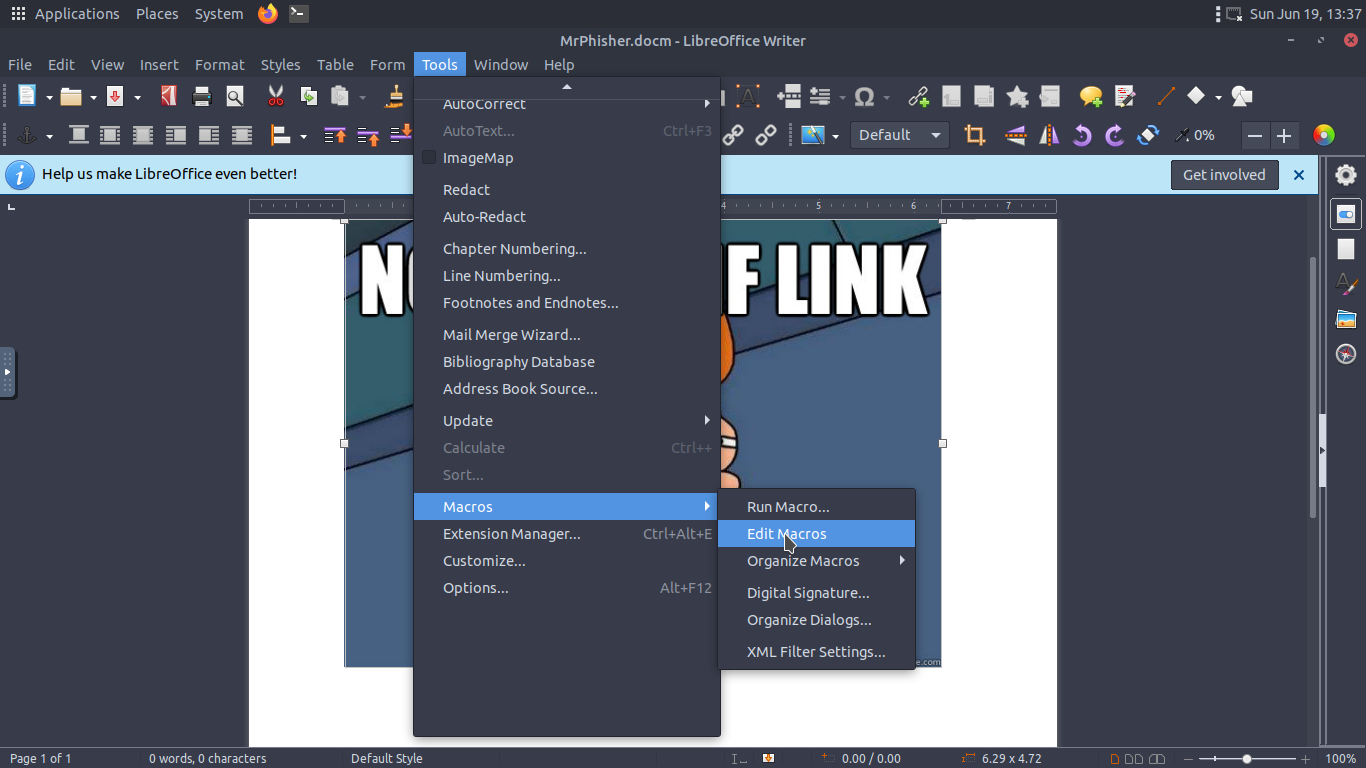 Applications Places System Sun Jun 19, 13:37
MrPhisher.docm - LibreOffice Writer
File Edit View Insert Format Styles Table Form Tools Window Help
Default 0%
Help us make LibreOffice even better! Get involved
4 5 6 7
AutoCorrect
AutoText... Ctrl+F3
ImageMap
Redact
Auto-Redact
Chapter Numbering...
Line Numbering...
Footnotes and Endnotes...
Mail Merge Wizard...
Bibliography Database
Address Book Source...
Update
Calculate Ctrl++
Sort...
Macros
Extension Manager... Ctrl+Alt+E
Customize...
Options... Alt+F12
Run Macro...
Edit Macros
Organize Macros
Digital Signature...
Organize Dialogs...
XML Filter Settings...
LINK
Page 1 of 1 0 words, 0 characters Default Style 0.00 / 0.00 6.29 x 4.72 100%